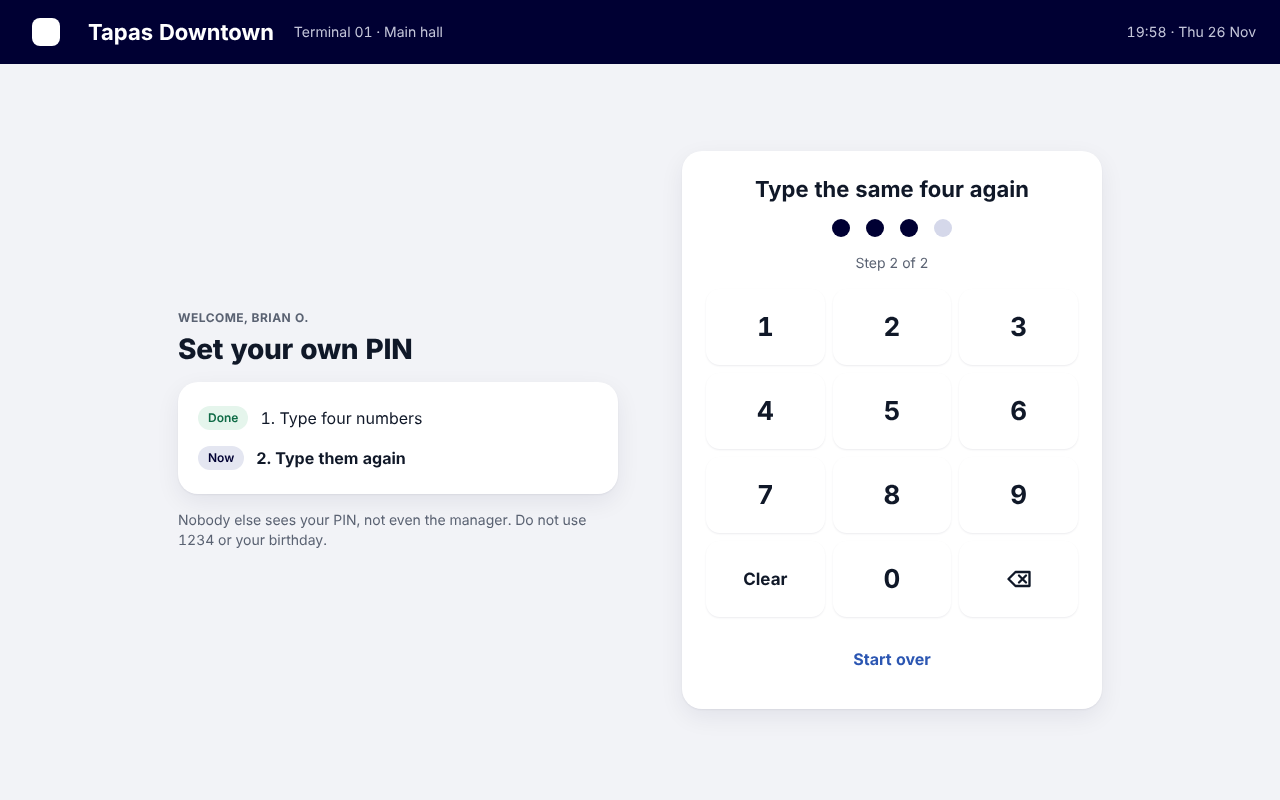 Tapas Downtown
Terminal 01 · Main hall
19:58 · Thu 26 Nov
WELCOME, BRIAN O.
Set your own PIN
Done 1. Type four numbers
Now 2. Type them again
Nobody else sees your PIN, not even the manager. Do not use
1234 or your birthday.
Type the same four again
Step 2 of 2
1 2 3
4 5 6
7 8 9
Clear 0
Start over